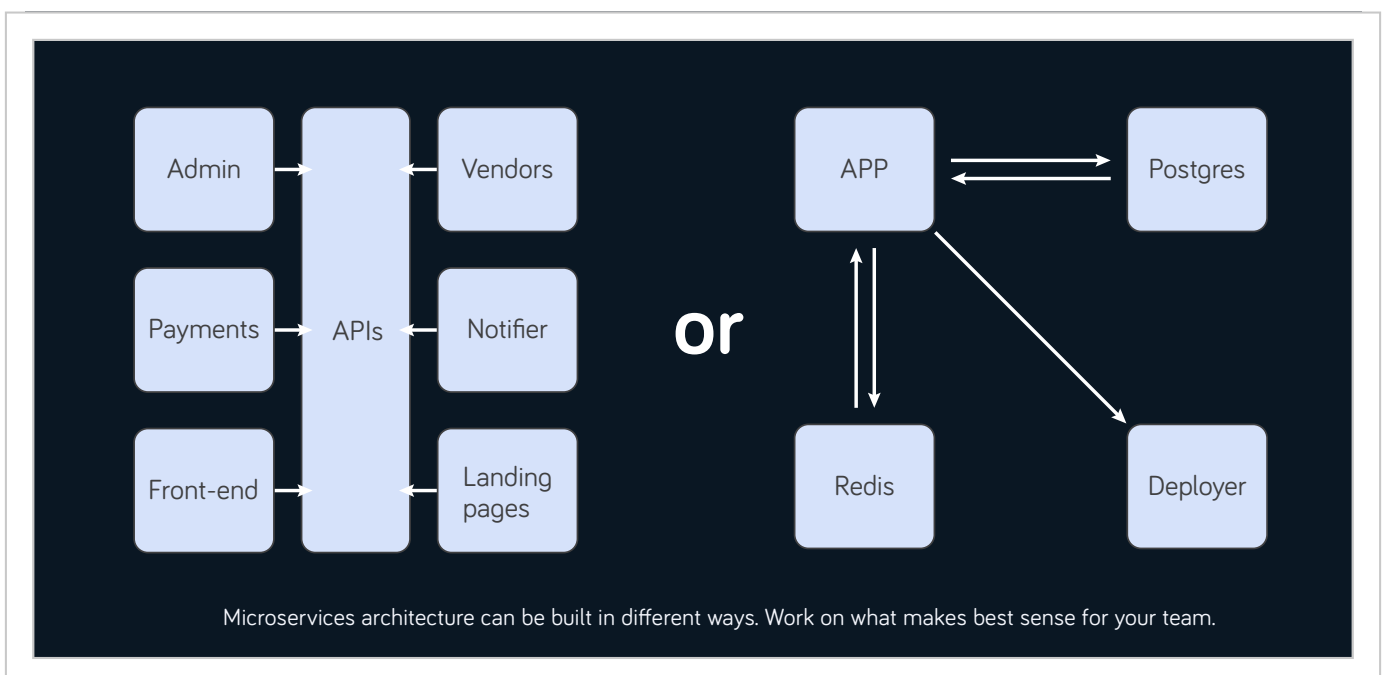 Admin
Vendors
APP
Postgres
Payments
APIs
Notifier
or
Front-end
Landing
pages
Redis
Deployer
Microservices architecture can be built in different ways. Work on what makes best sense for your team.